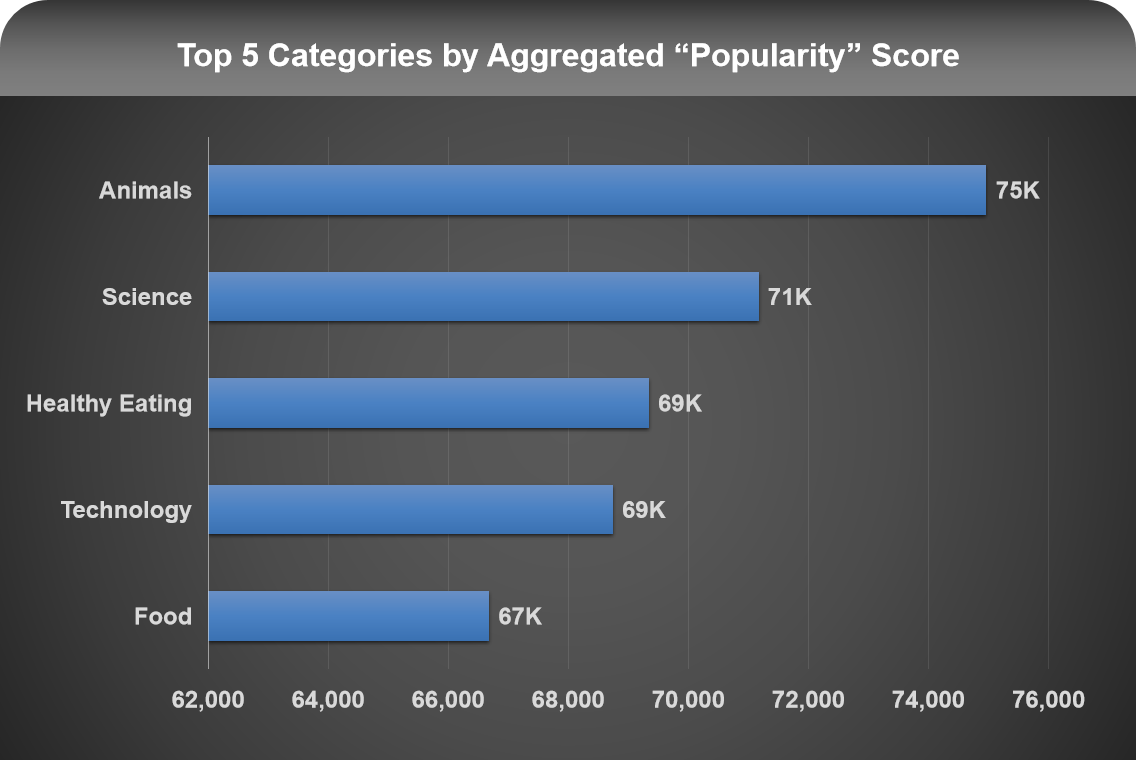 Top 5 Categories by Aggregated “Popularity” Score
Animals 75K
Science 71K
Healthy Eating 69K
Technology 69K
Food 67K
62,000 64,000 66,000 68,000 70,000 72,000 74,000 76,000